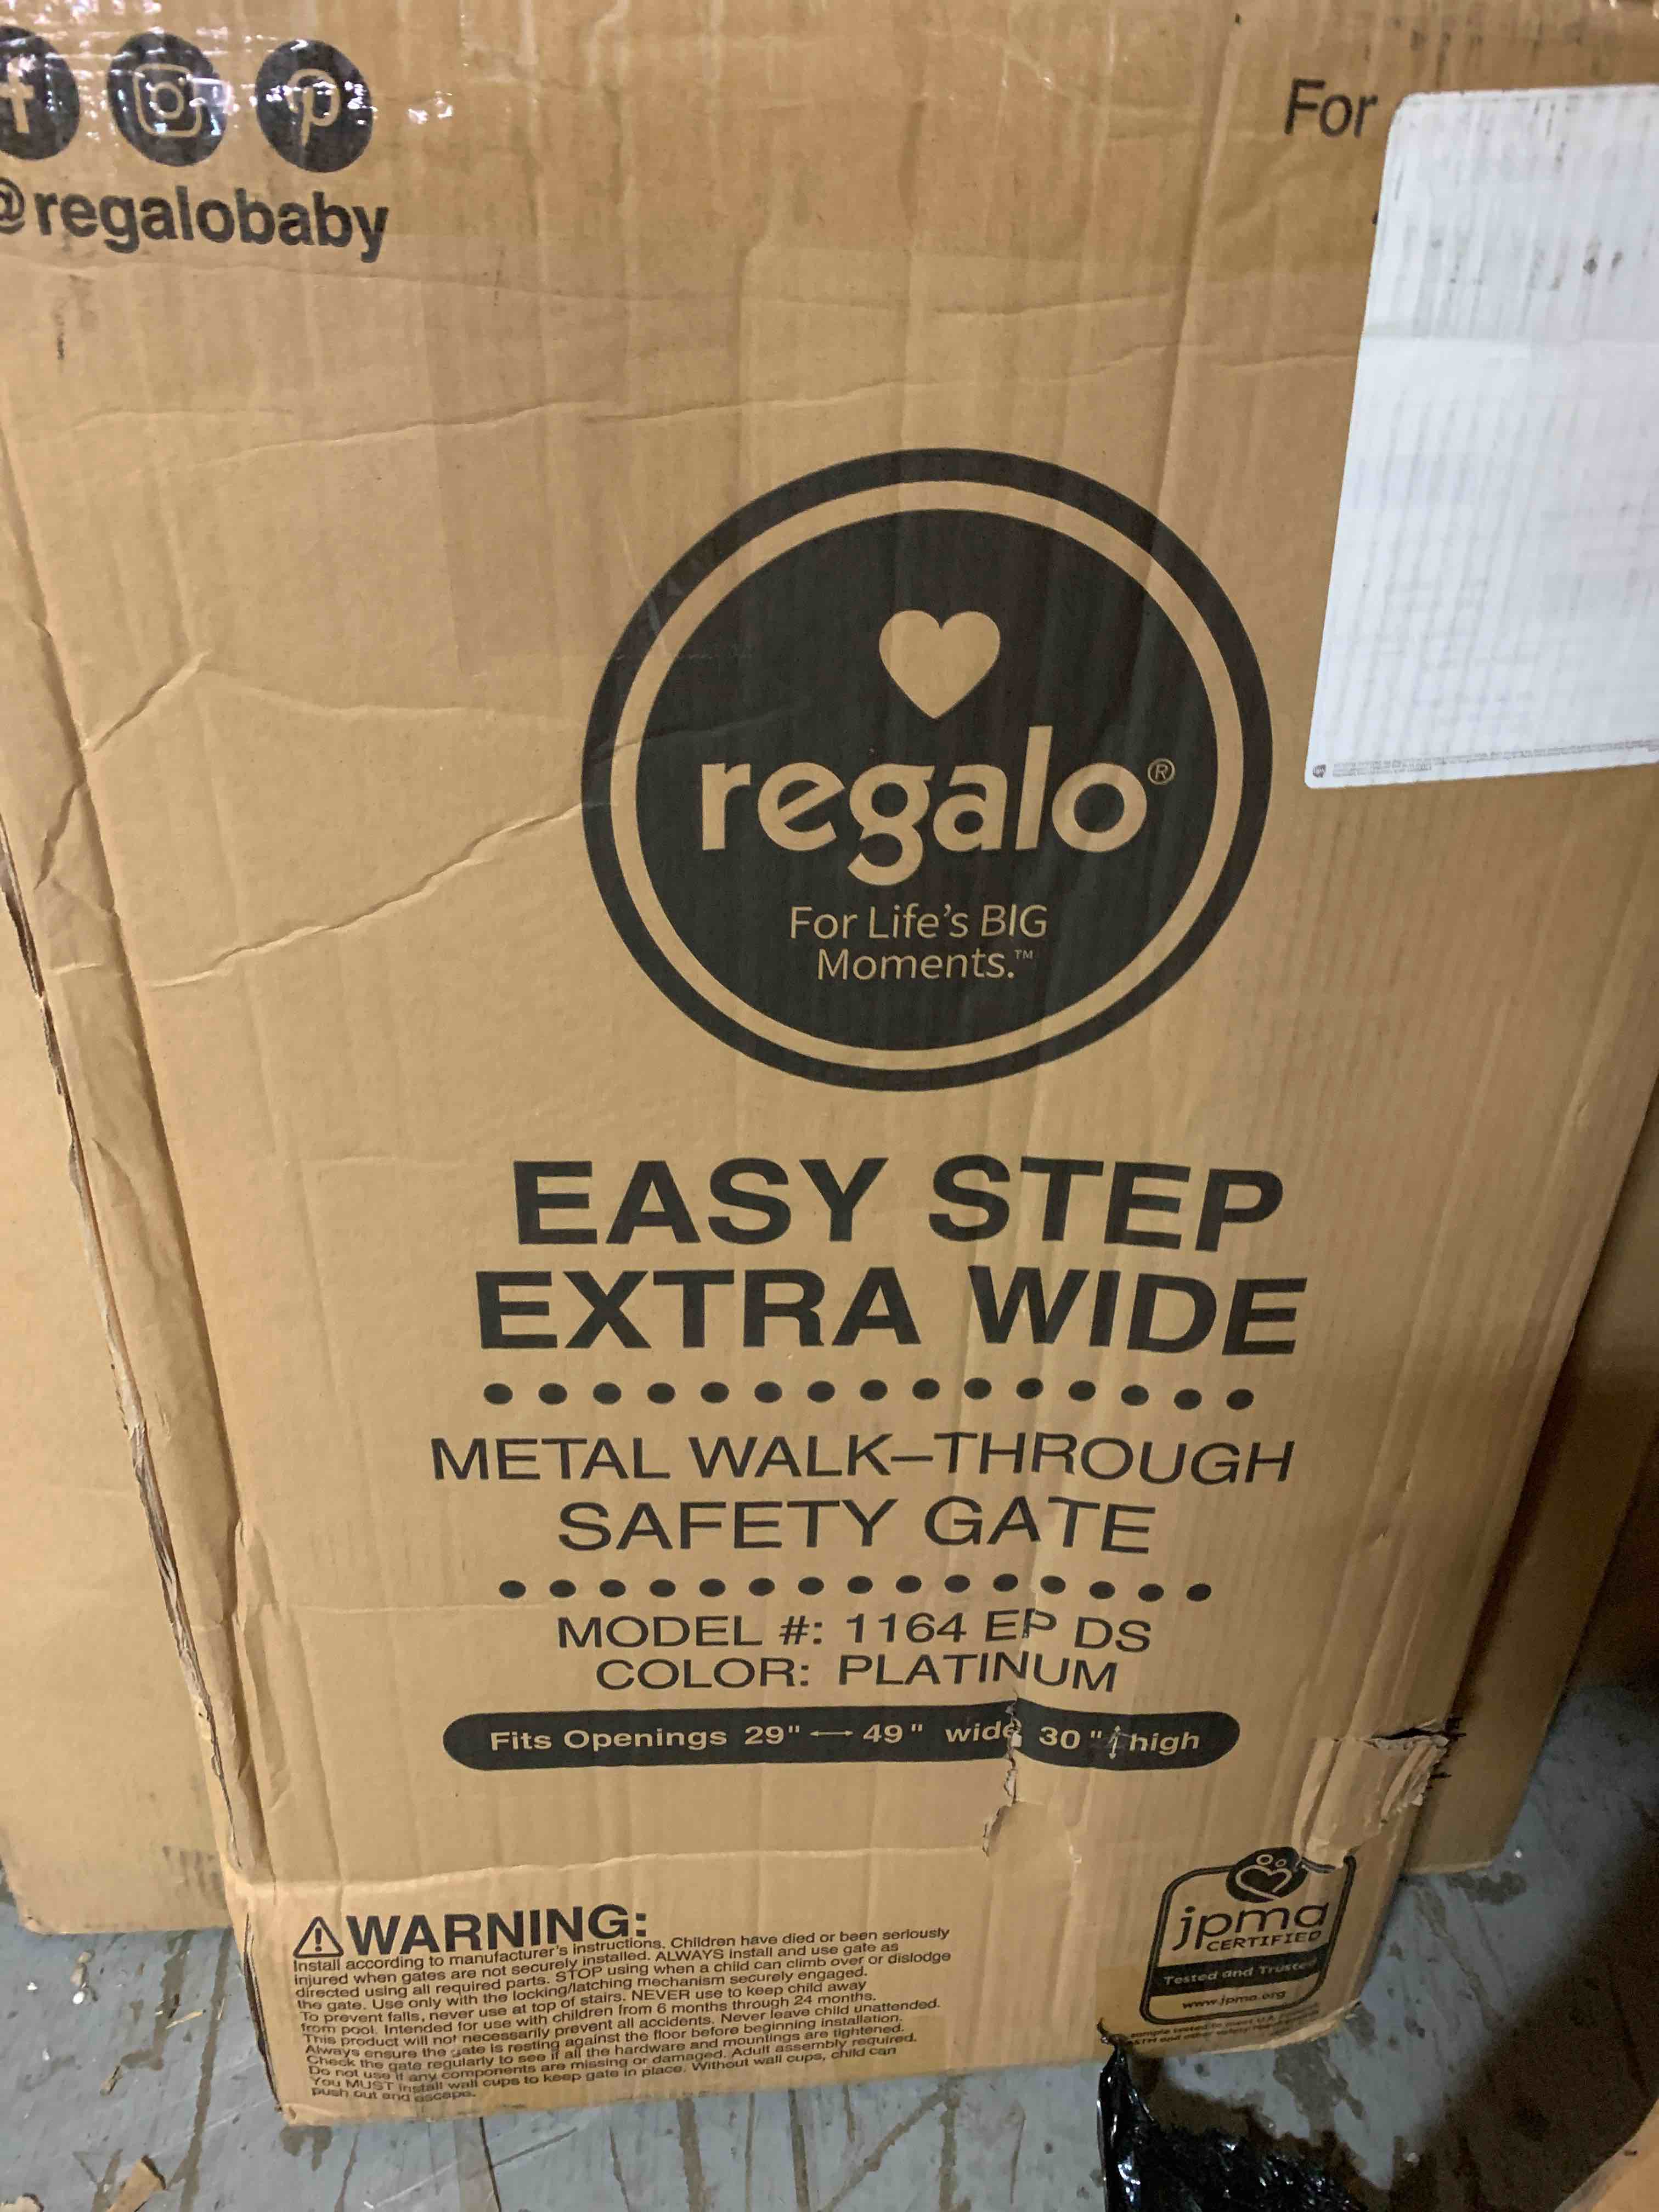 For
@regalobaby
regalo®
For Life's BIG
Moments.™
EASY STEP
EXTRA WIDE
METAL WALK-THROUGH
SAFETY GATE
MODEL #: 1164 EP DS
COLOR: PLATINUM
Fits Openings 29" ⟷ 49" wide 30" ↕ high
⚠WARNING:
Install according to manufacturer's instructions. Children have died or been seriously
injured when gates are not securely installed. ALWAYS install and use gate as
directed using all required parts. STOP using when a child can climb over or dislodge
the gate. Use only with the locking/latching mechanism securely engaged.
To prevent falls, never use at top of stairs. NEVER use to keep child away
from pool. Intended for use with children from 6 months through 24 months.
This product will not necessarily prevent all accidents. Never leave child unattended.
Always ensure the gate is resting against the floor before beginning installation.
Check the gate regularly to see if all the hardware and mountings are tightened.
Do not use if any components are missing or damaged. Adult assembly required.
You MUST install wall cups to keep gate in place. Without wall cups, child can
push out and escape.
jpma
CERTIFIED
Tested and Trusted
www.jpma.org